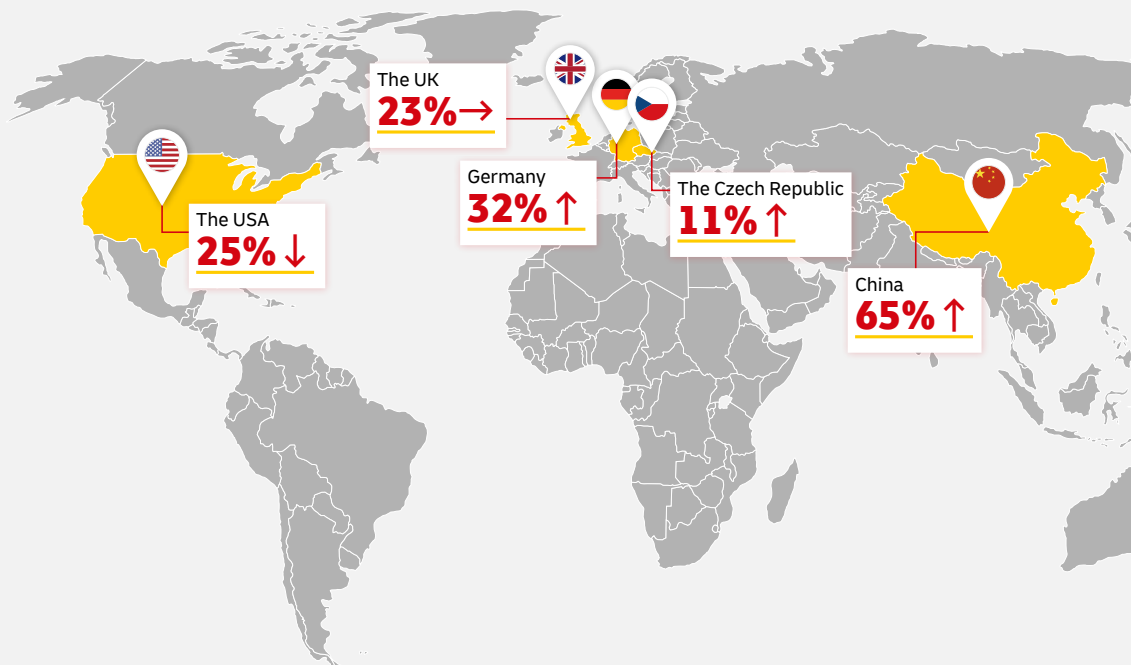 The UK
23%→
Germany
32%↑
The Czech Republic
11%↑
The USA
25%↓
China
65%↑